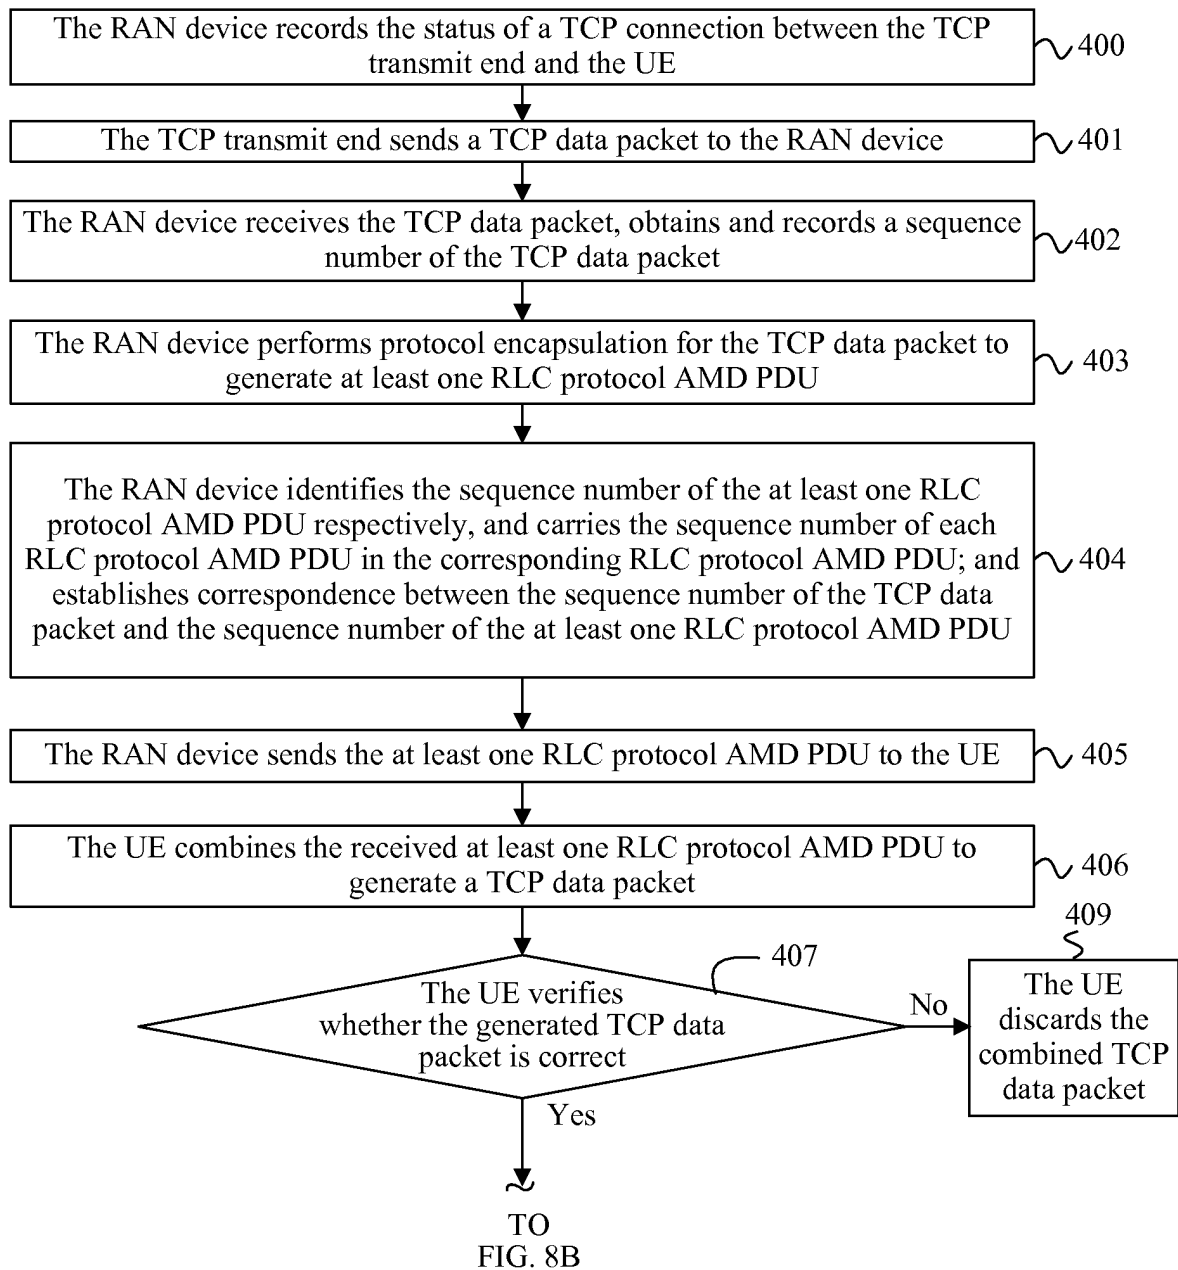 The RAN device records the status of a TCP connection between the TCP
transmit end and the UE
400
The TCP transmit end sends a TCP data packet to the RAN device
401
The RAN device receives the TCP data packet, obtains and records a sequence
number of the TCP data packet
402
The RAN device performs protocol encapsulation for the TCP data packet to
generate at least one RLC protocol AMD PDU
403
The RAN device identifies the sequence number of the at least one RLC
protocol AMD PDU respectively, and carries the sequence number of each
RLC protocol AMD PDU in the corresponding RLC protocol AMD PDU; and
establishes correspondence between the sequence number of the TCP data
packet and the sequence number of the at least one RLC protocol AMD PDU
404
The RAN device sends the at least one RLC protocol AMD PDU to the UE
405
The UE combines the received at least one RLC protocol AMD PDU to
generate a TCP data packet
406
The UE verifies
whether the generated TCP data
packet is correct
407
No
409
The UE
discards the
combined TCP
data packet
Yes
TO
FIG. 8B